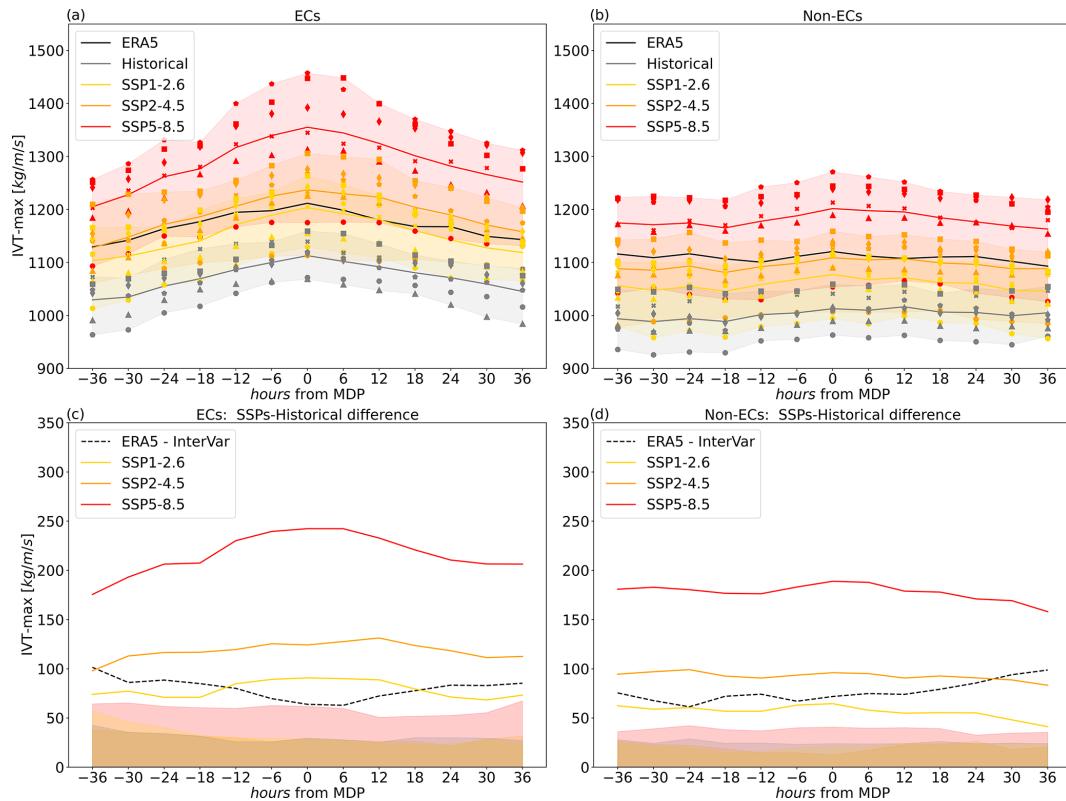 (a) ECs
IVT-max [kg/m/s]
1500
1400
1300
1200
1100
1000
900
ERA5
Historical
SSP1-2.6
SSP2-4.5
SSP5-8.5
−36 −30 −24 −18 −12 −6 0 6 12 18 24 30 36
hours from MDP
(b) Non-ECs
1500
1400
1300
1200
1100
1000
900
ERA5
Historical
SSP1-2.6
SSP2-4.5
SSP5-8.5
−36 −30 −24 −18 −12 −6 0 6 12 18 24 30 36
hours from MDP
(c) ECs: SSPs-Historical difference
IVT-max [kg/m/s]
350
300
250
200
150
100
50
0
ERA5 - InterVar
SSP1-2.6
SSP2-4.5
SSP5-8.5
−36 −30 −24 −18 −12 −6 0 6 12 18 24 30 36
hours from MDP
(d) Non-ECs: SSPs-Historical difference
350
300
250
200
150
100
50
0
ERA5 - InterVar
SSP1-2.6
SSP2-4.5
SSP5-8.5
−36 −30 −24 −18 −12 −6 0 6 12 18 24 30 36
hours from MDP